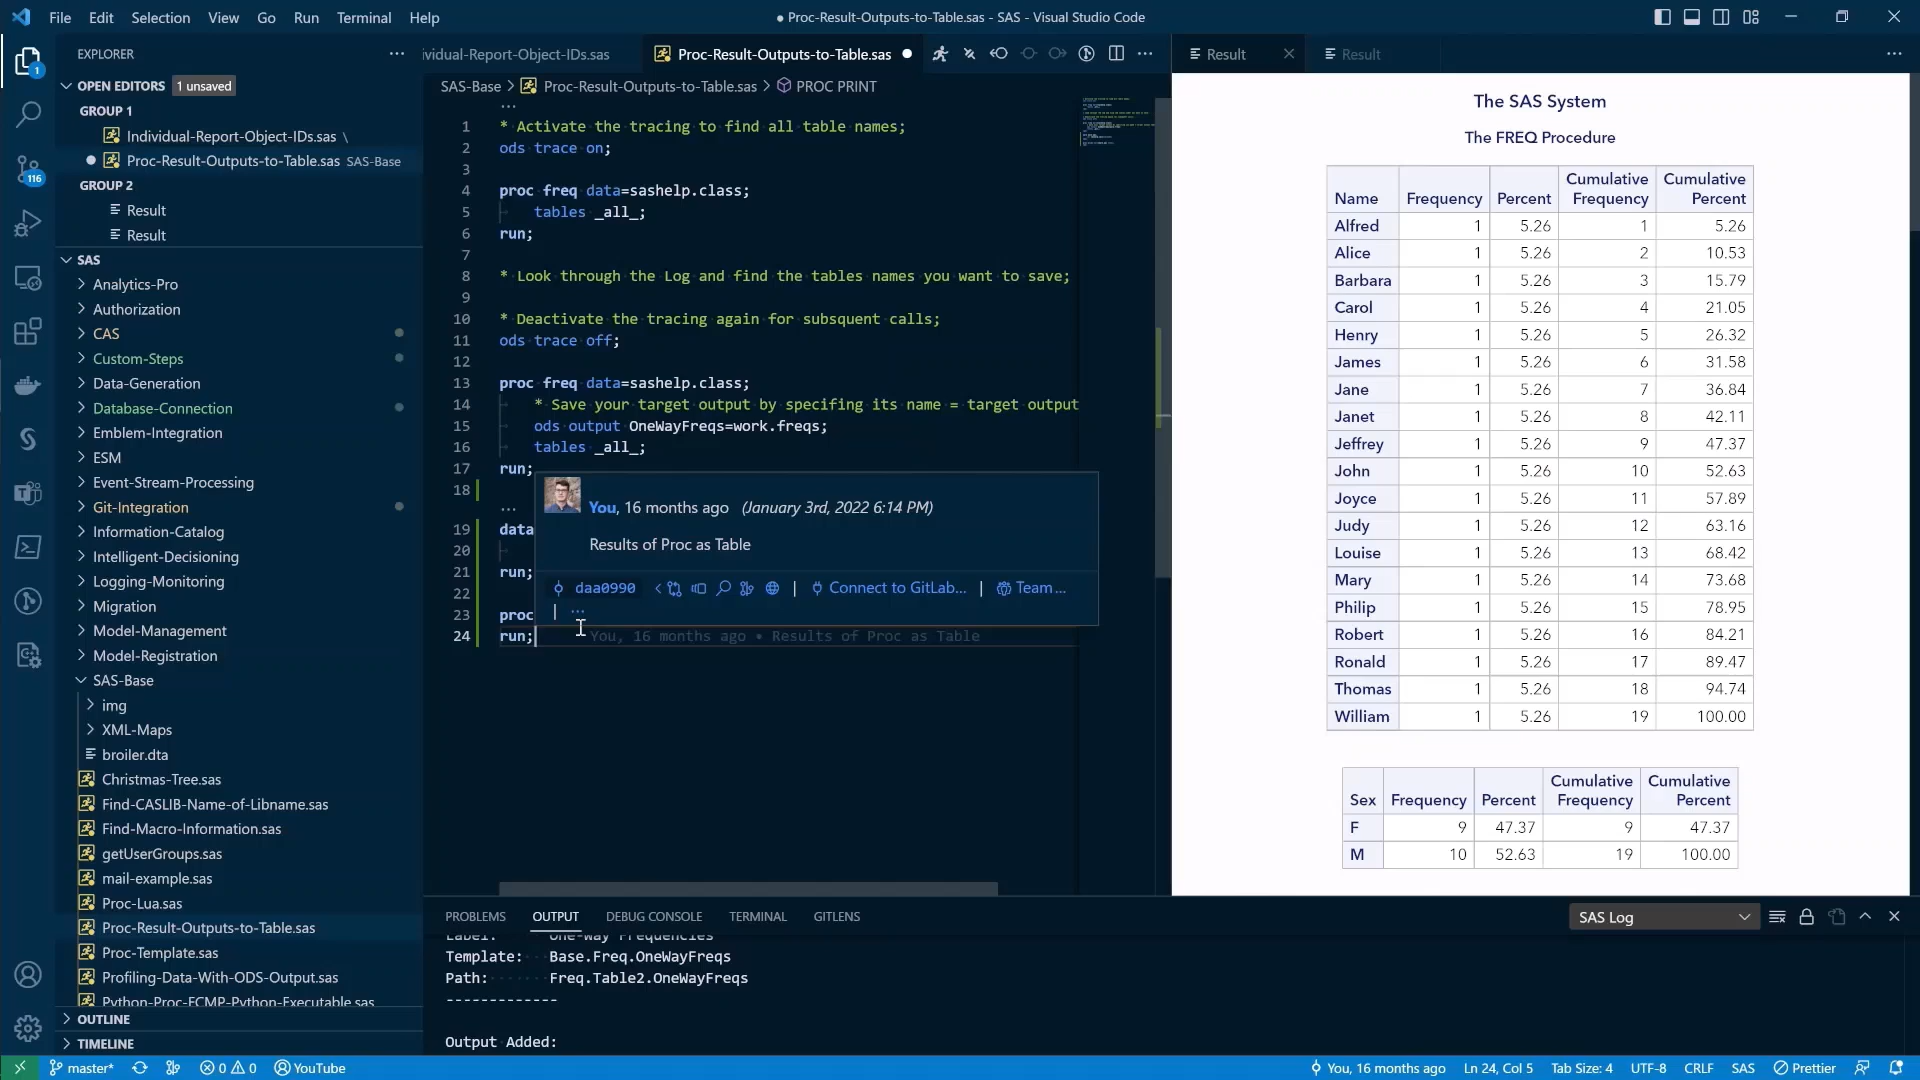 File Edit Selection View Go Run Terminal Help
● Proc-Result-Outputs-to-Table.sas - SAS - Visual Studio Code
EXPLORER
OPEN EDITORS 1 unsaved
GROUP 1
Individual-Report-Object-IDs.sas \
Proc-Result-Outputs-to-Table.sas SAS-Base
GROUP 2
Result
Result
SAS
Analytics-Pro
Authorization
CAS
Custom-Steps
Data-Generation
Database-Connection
Emblem-Integration
ESM
Event-Stream-Processing
Git-Integration
Information-Catalog
Intelligent-Decisioning
Logging-Monitoring
Migration
Model-Management
Model-Registration
SAS-Base
img
XML-Maps
broiler.dta
Christmas-Tree.sas
Find-CASLIB-Name-of-Libname.sas
Find-Macro-Information.sas
getUserGroups.sas
mail-example.sas
Proc-Lua.sas
Proc-Result-Outputs-to-Table.sas
Proc-Template.sas
Profiling-Data-With-ODS-Output.sas
Python-Proc-FCMP-Python-Executable.sas
OUTLINE
TIMELINE
1
116
ividual-Report-Object-IDs.sas
Proc-Result-Outputs-to-Table.sas
SAS-Base > Proc-Result-Outputs-to-Table.sas > PROC PRINT
1 * Activate the tracing to find all table names;
2 ods trace on;
3
4 proc freq data=sashelp.class;
5 tables _all_;
6 run;
7
8 * Look through the Log and find the tables names you want to save;
9
10 * Deactivate the tracing again for subsquent calls;
11 ods trace off;
12
13 proc freq data=sashelp.class;
14 * Save your target output by specifing its name = target output
15 ods output OneWayFreqs=work.freqs;
16 tables _all_;
17 run;
18
19 data
20
21 run;
22
23 proc
24 run; You, 16 months ago • Results of Proc as Table
You, 16 months ago (January 3rd, 2022 6:14 PM)
Results of Proc as Table
daa0990 | Connect to GitLab... | Team...
| ...
Result
Result
The SAS System
The FREQ Procedure
Name Frequency Percent Cumulative Frequency Cumulative Percent
Alfred 1 5.26 1 5.26
Alice 1 5.26 2 10.53
Barbara 1 5.26 3 15.79
Carol 1 5.26 4 21.05
Henry 1 5.26 5 26.32
James 1 5.26 6 31.58
Jane 1 5.26 7 36.84
Janet 1 5.26 8 42.11
Jeffrey 1 5.26 9 47.37
John 1 5.26 10 52.63
Joyce 1 5.26 11 57.89
Judy 1 5.26 12 63.16
Louise 1 5.26 13 68.42
Mary 1 5.26 14 73.68
Philip 1 5.26 15 78.95
Robert 1 5.26 16 84.21
Ronald 1 5.26 17 89.47
Thomas 1 5.26 18 94.74
William 1 5.26 19 100.00
Sex Frequency Percent Cumulative Frequency Cumulative Percent
F 9 47.37 9 47.37
M 10 52.63 19 100.00
PROBLEMS OUTPUT DEBUG CONSOLE TERMINAL GITLENS
SAS Log
Label: One-Way Frequencies
Template: Base.Freq.OneWayFreqs
Path: Freq.Table2.OneWayFreqs
-------------
Output Added:
master* 0 0 YouTube
You, 16 months ago Ln 24, Col 5 Tab Size: 4 UTF-8 CRLF SAS Prettier